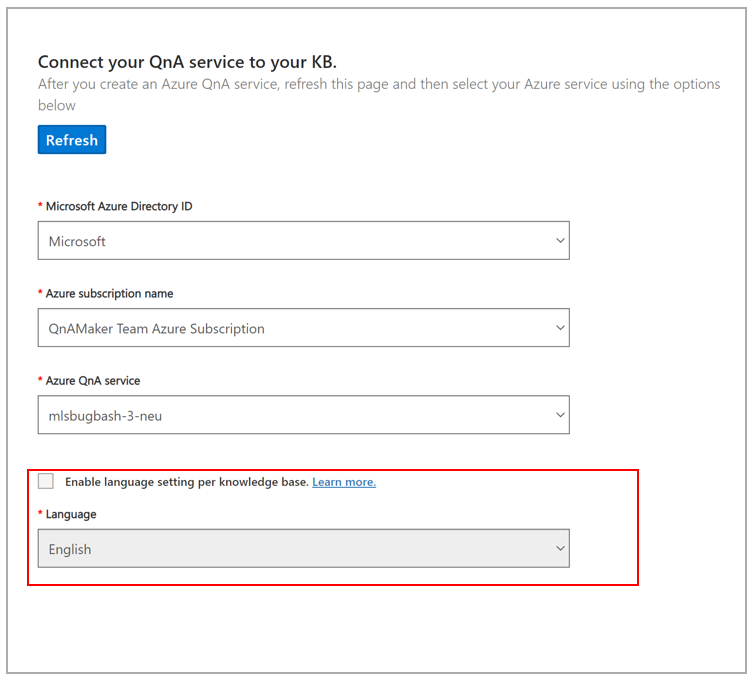 Connect your QnA service to your KB.
After you create an Azure QnA service, refresh this page and then select your Azure service using the options
below
Refresh
* Microsoft Azure Directory ID
Microsoft
* Azure subscription name
QnAMaker Team Azure Subscription
* Azure QnA service
mlsbugbash-3-neu
Enable language setting per knowledge base. Learn more.
* Language
English